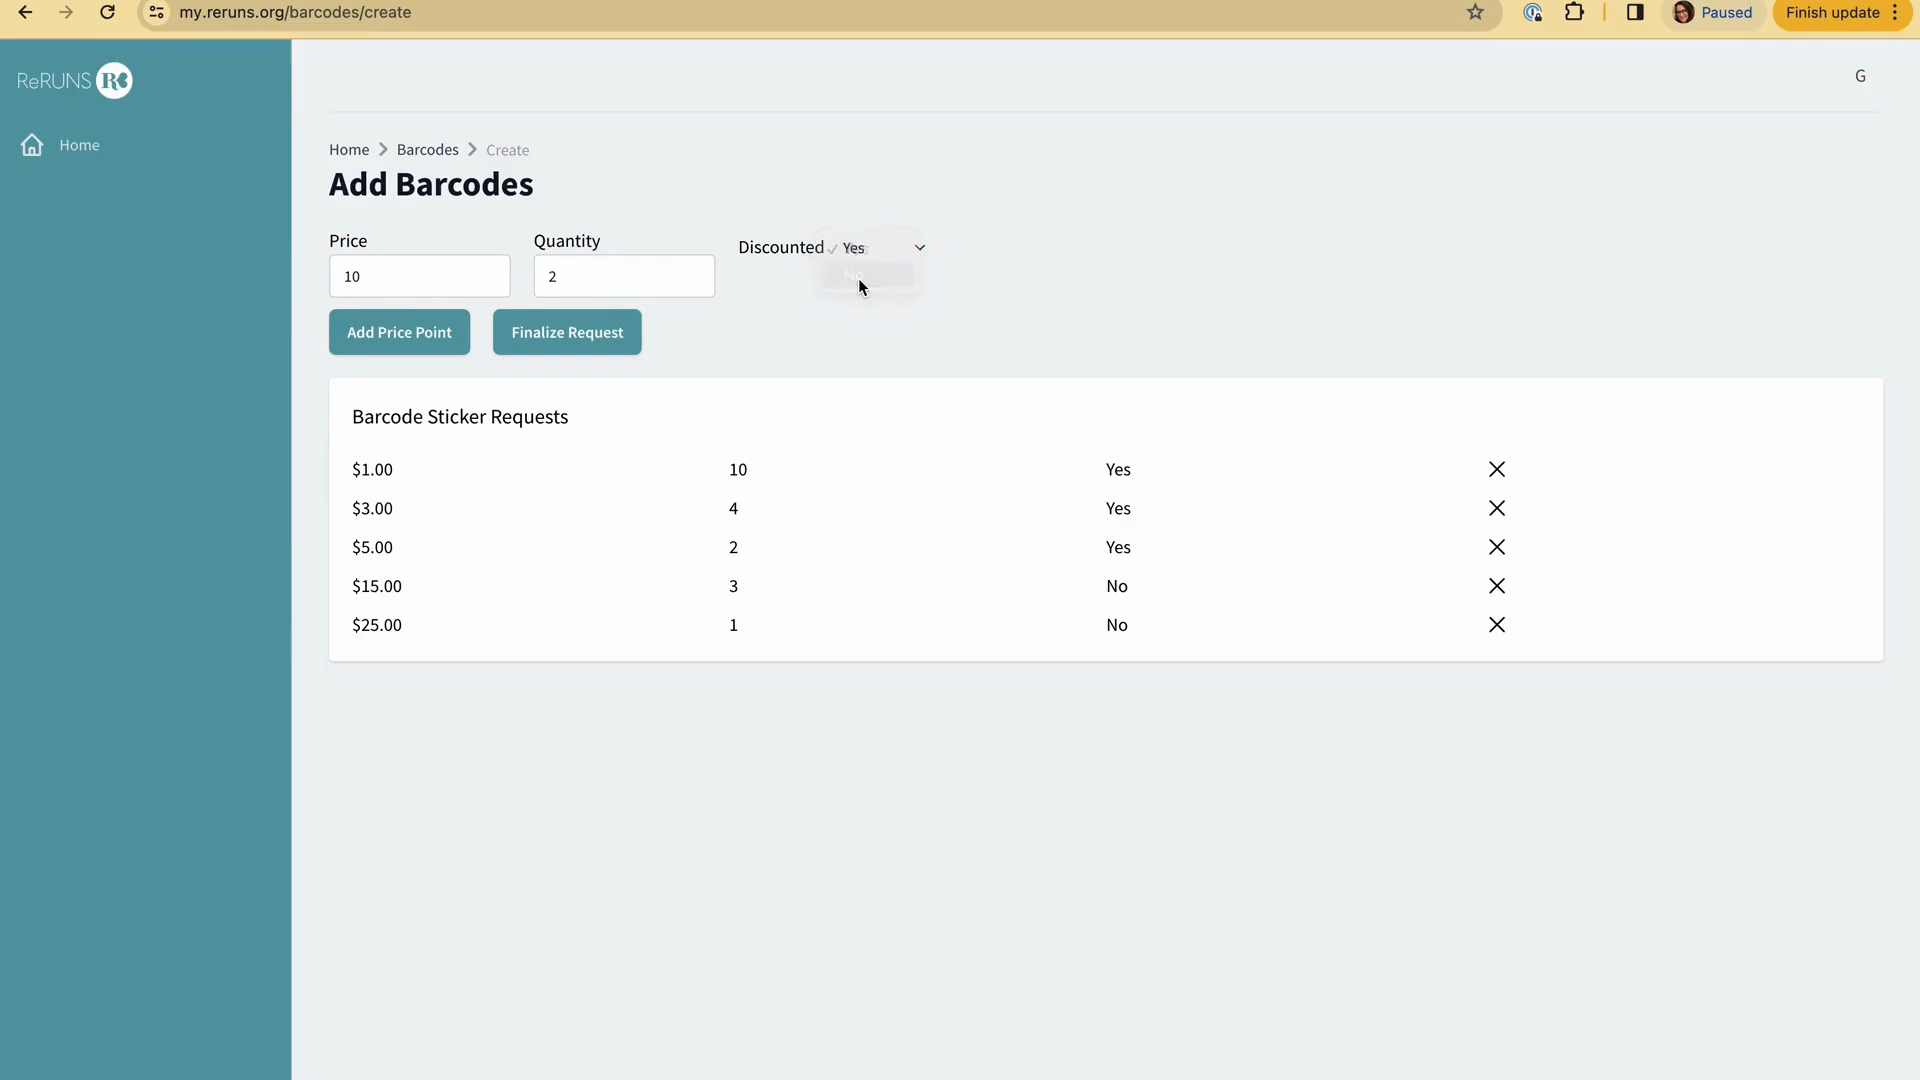 my.reruns.org/barcodes/create
Paused
Finish update
ReRUNS R
G
Home
Home Barcodes Create
Add Barcodes
Price Quantity Discounted Yes
No
10 2
Add Price Point Finalize Request
Barcode Sticker Requests
$1.00 10 Yes
$3.00 4 Yes
$5.00 2 Yes
$15.00 3 No
$25.00 1 No